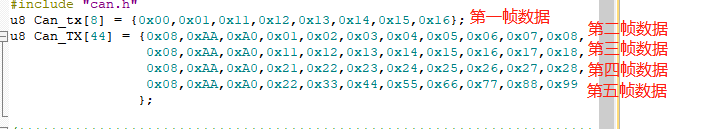 #include "can.h"
u8 Can_tx[8] = {0x00,0x01,0x11,0x12,0x13,0x14,0x15,0x16}; 第一帧数据
u8 Can_TX[44] = {0x08,0xAA,0xA0,0x01,0x02,0x03,0x04,0x05,0x06,0x07,0x08, 第二帧数据
0x08,0xAA,0xA0,0x11,0x12,0x13,0x14,0x15,0x16,0x17,0x18, 第三帧数据
0x08,0xAA,0xA0,0x21,0x22,0x23,0x24,0x25,0x26,0x27,0x28, 第四帧数据
0x08,0xAA,0xA0,0x22,0x33,0x44,0x55,0x66,0x77,0x88,0x99 第五帧数据
};